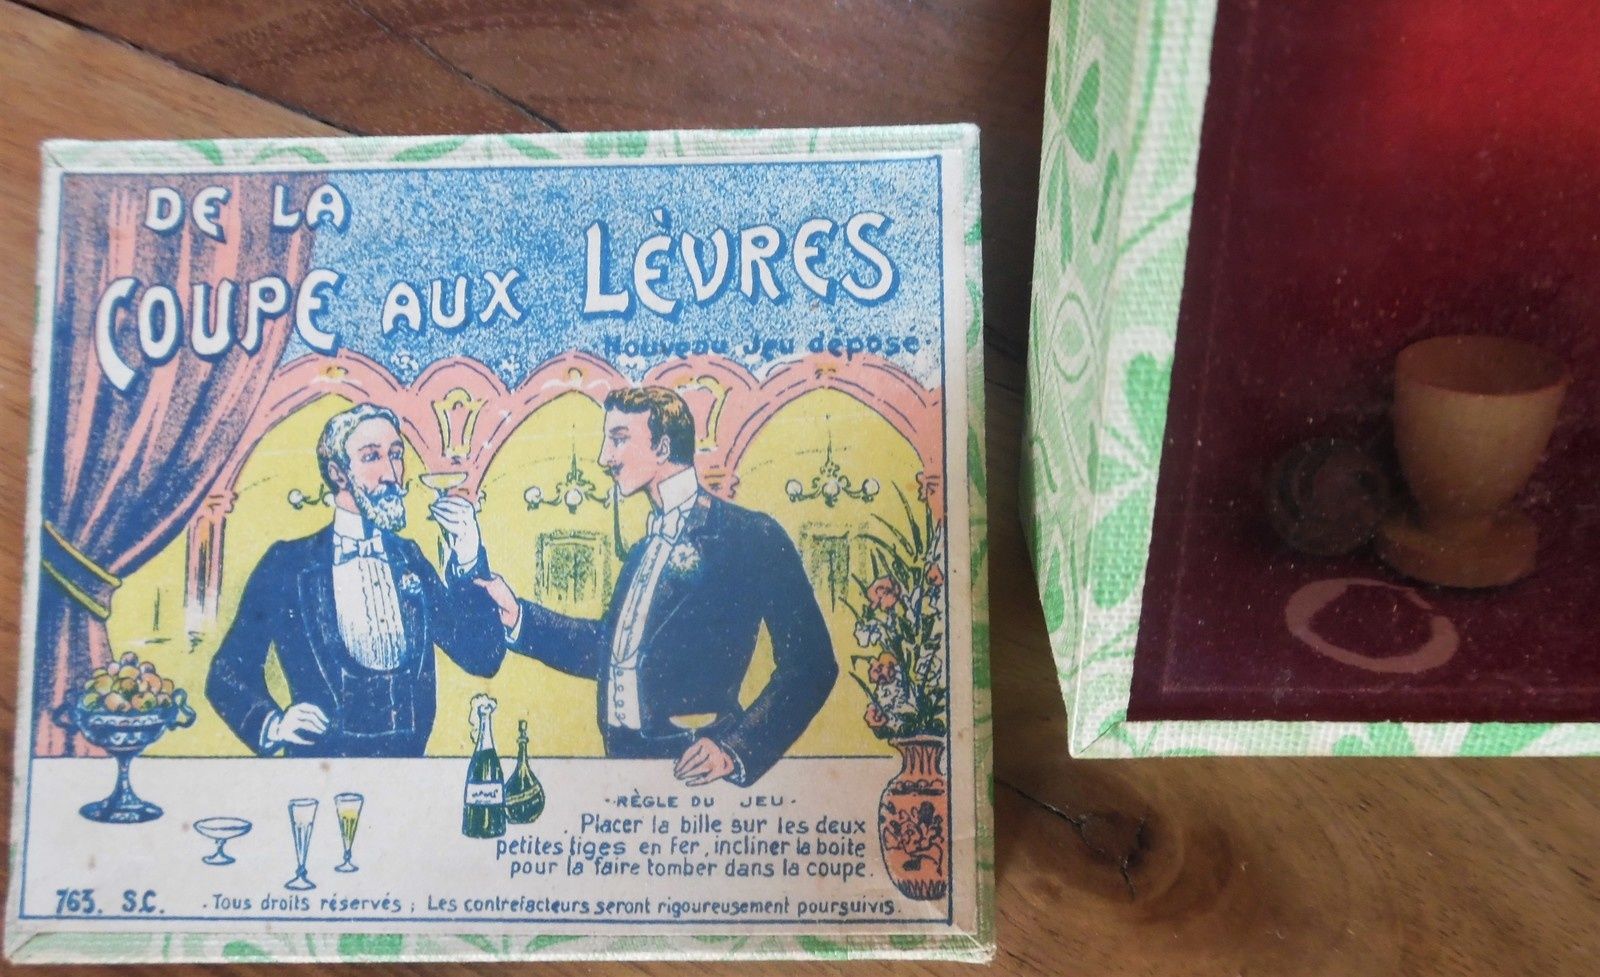 DE LA
COUPE AUX LÈVRES
Nouveau Jeu déposé.
- RÈGLE DU JEU -
. Placer la bille sur les deux
petites tiges en fer, incliner la boite
pour la faire tomber dans la coupe.
763. S.C. . Tous droits réservés ; Les contrefacteurs seront rigoureusement poursuivis.